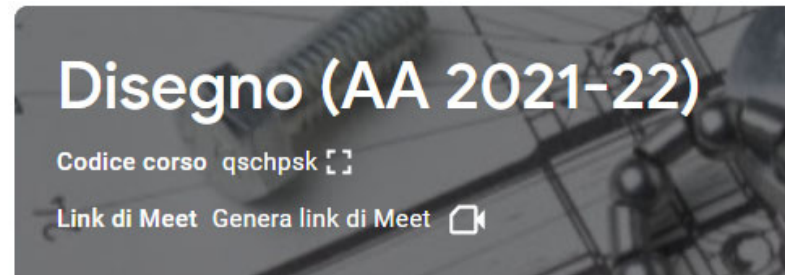 Disegno (AA 2021-22)
Codice corso qschpsk
Link di Meet Genera link di Meet